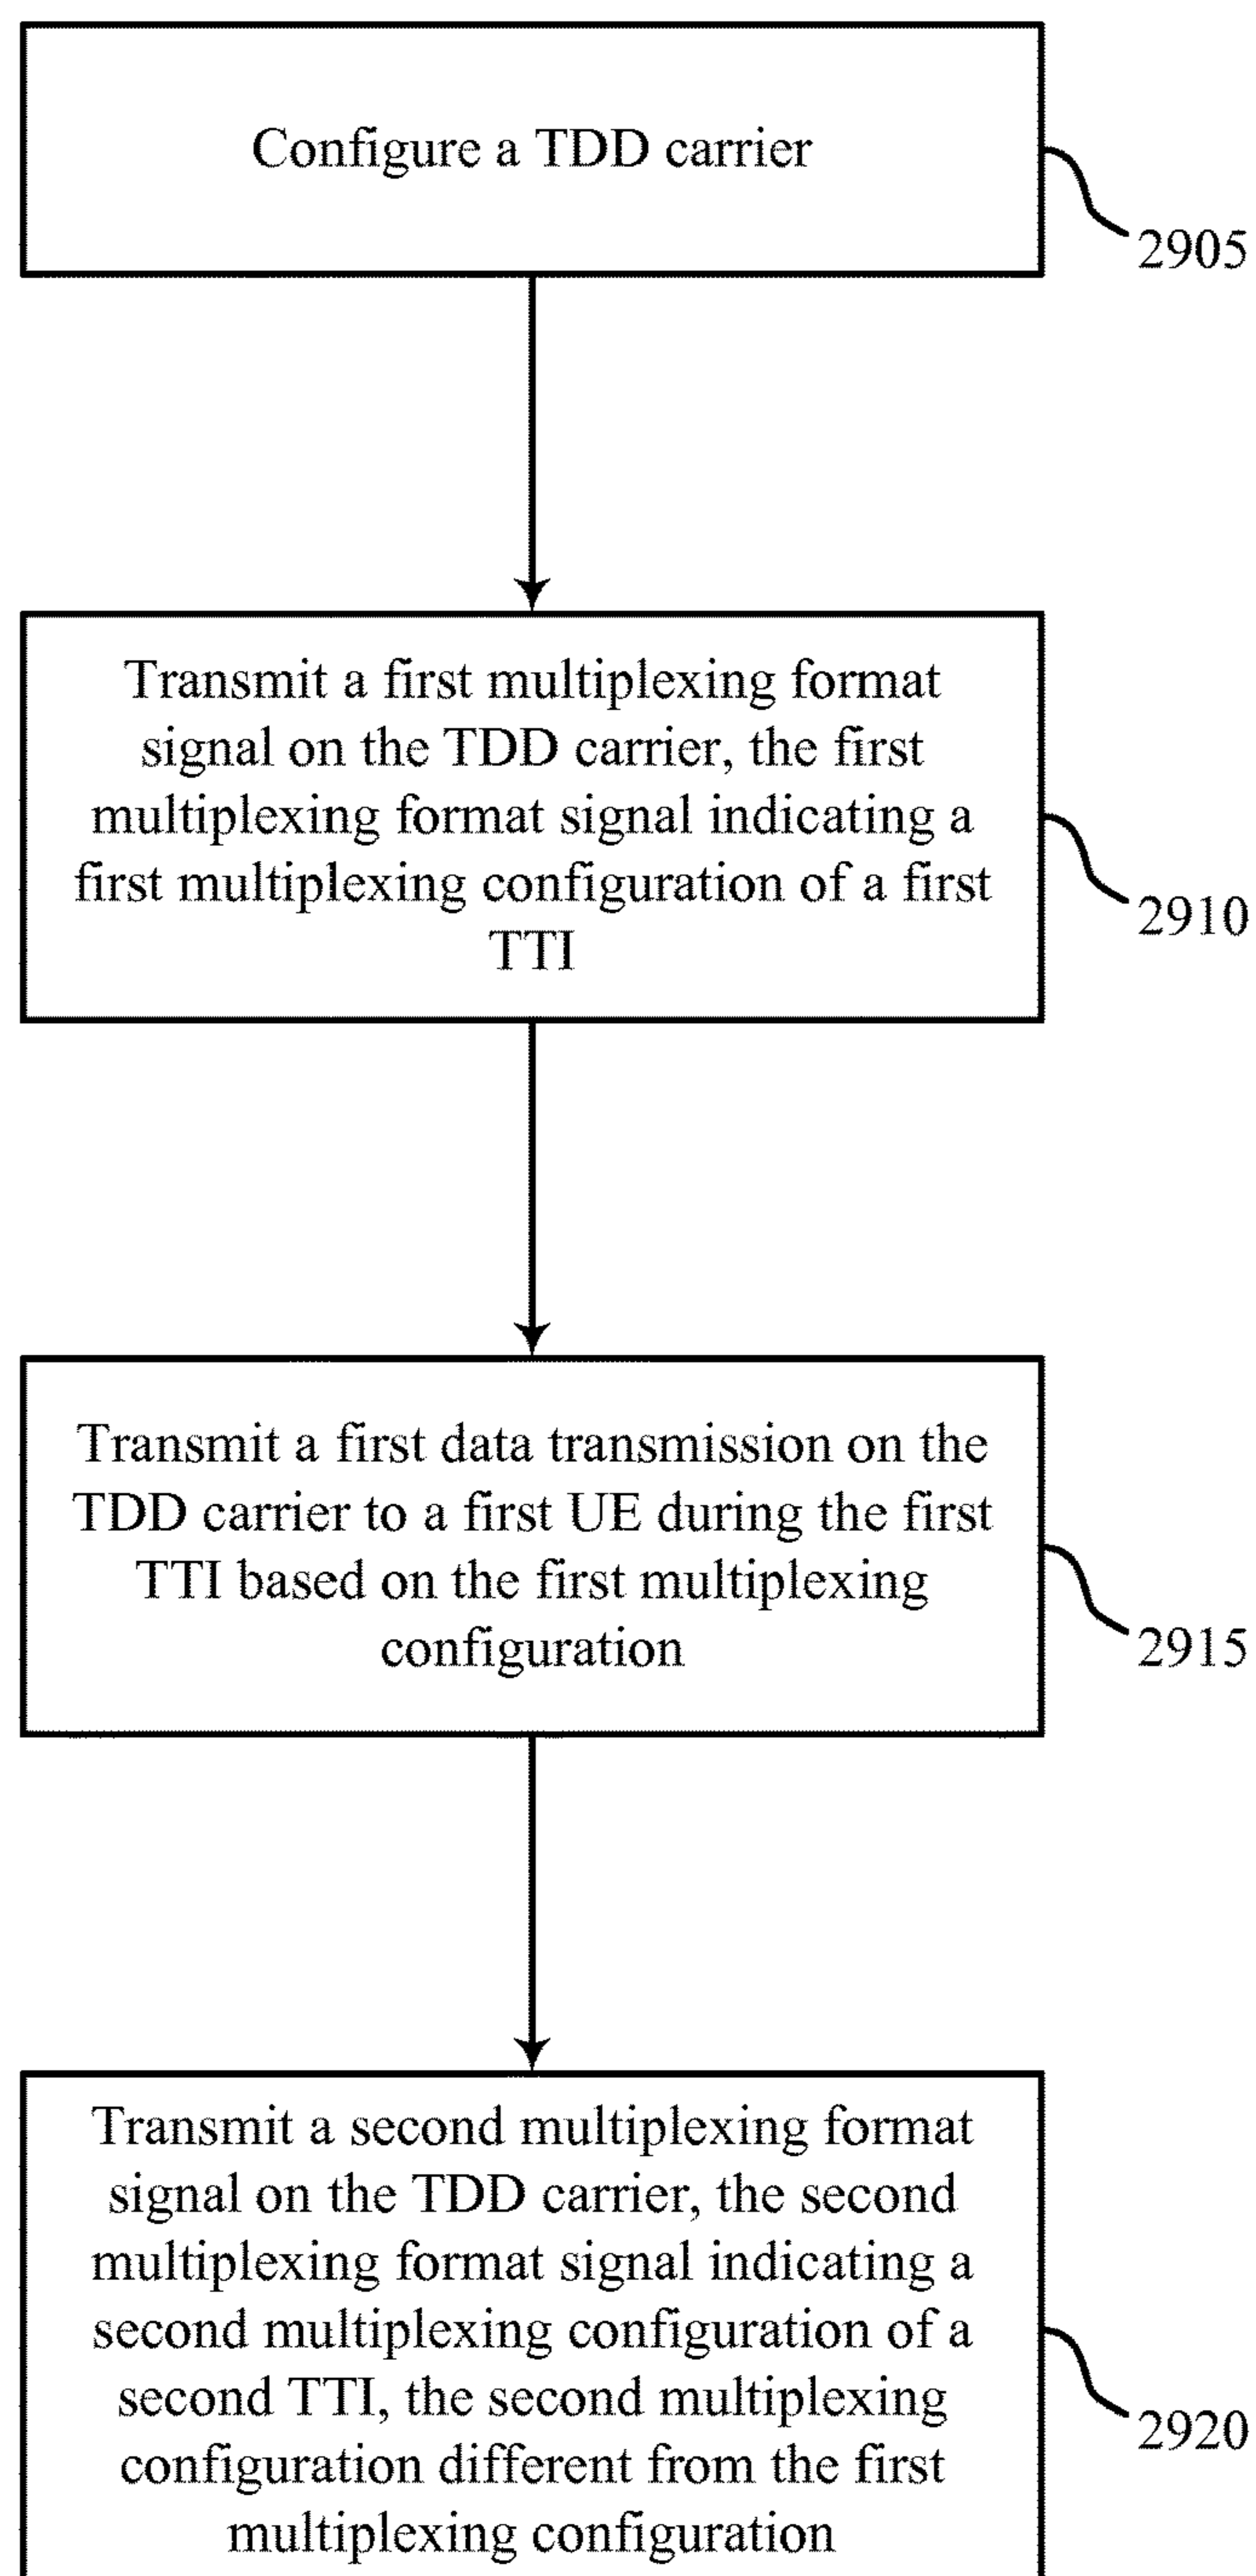 Configure a TDD carrier
2905
Transmit a first multiplexing format
signal on the TDD carrier, the first
multiplexing format signal indicating a
first multiplexing configuration of a first
TTI
2910
Transmit a first data transmission on the
TDD carrier to a first UE during the first
TTI based on the first multiplexing
configuration
2915
Transmit a second multiplexing format
signal on the TDD carrier, the second
multiplexing format signal indicating a
second multiplexing configuration of a
second TTI, the second multiplexing
configuration different from the first
multiplexing configuration
2920